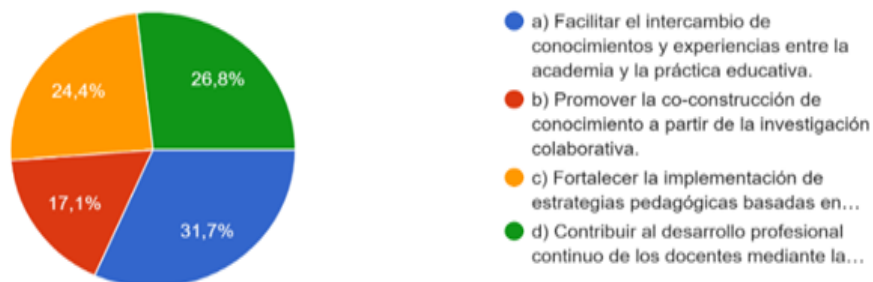 24,4%
26,8%
17,1%
31,7%
a) Facilitar el intercambio de
conocimientos y experiencias entre la
academia y la práctica educativa.
b) Promover la co-construcción de
conocimiento a partir de la investigación
colaborativa.
c) Fortalecer la implementación de
estrategias pedagógicas basadas en…
d) Contribuir al desarrollo profesional
continuo de los docentes mediante la…